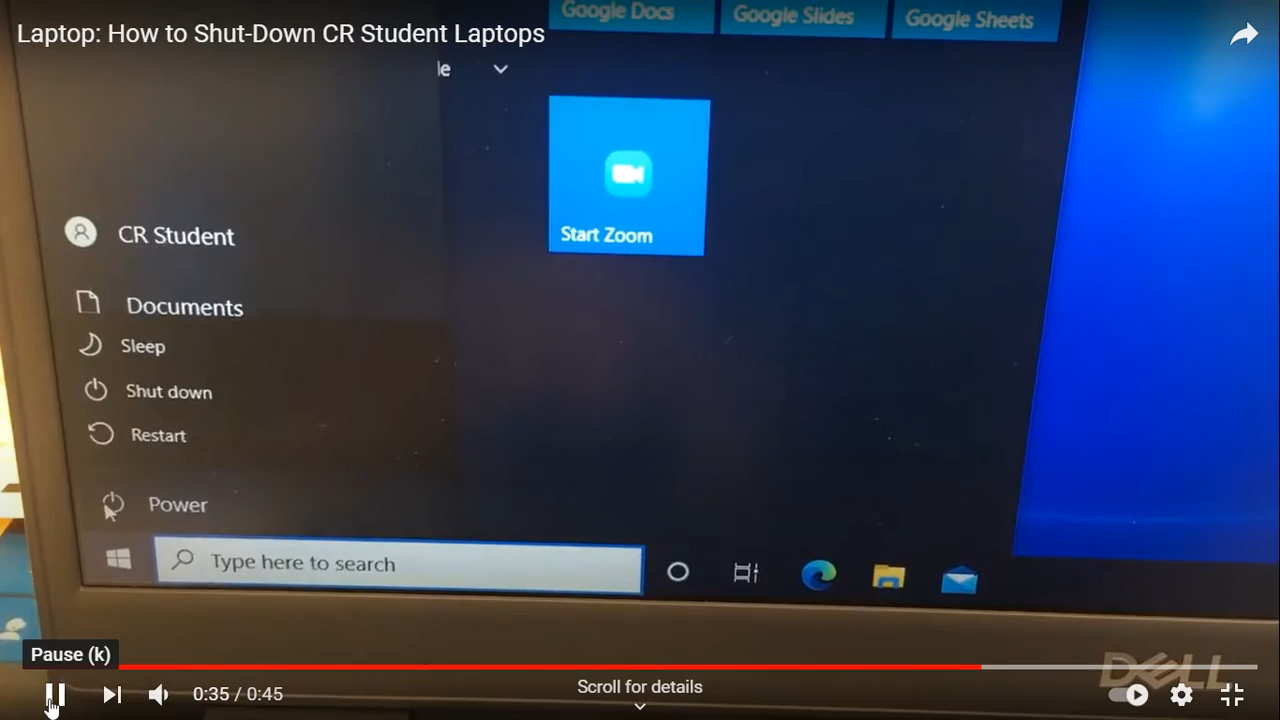 Laptop: How to Shut-Down CR Student Laptops
Google Docs
Google Slides
Google Sheets
le
Start Zoom
CR Student
Documents
Sleep
Shut down
Restart
Power
Type here to search
Pause (k)
DELL
0:35 / 0:45
Scroll for details